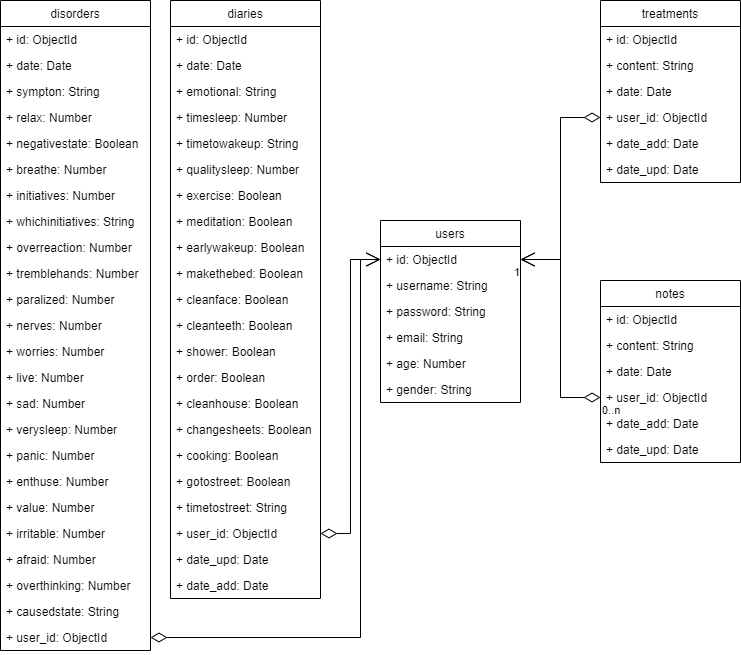 disorders
+ id: ObjectId
+ date: Date
+ sympton: String
+ relax: Number
+ negativestate: Boolean
+ breathe: Number
+ initiatives: Number
+ whichinitiatives: String
+ overreaction: Number
+ tremblehands: Number
+ paralized: Number
+ nerves: Number
+ worries: Number
+ live: Number
+ sad: Number
+ verysleep: Number
+ panic: Number
+ enthuse: Number
+ value: Number
+ irritable: Number
+ afraid: Number
+ overthinking: Number
+ causedstate: String
+ user_id: ObjectId
diaries
+ id: ObjectId
+ date: Date
+ emotional: String
+ timesleep: Number
+ timetowakeup: String
+ qualitysleep: Number
+ exercise: Boolean
+ meditation: Boolean
+ earlywakeup: Boolean
+ makethebed: Boolean
+ cleanface: Boolean
+ cleanteeth: Boolean
+ shower: Boolean
+ order: Boolean
+ cleanhouse: Boolean
+ changesheets: Boolean
+ cooking: Boolean
+ gotostreet: Boolean
+ timetostreet: String
+ user_id: ObjectId
+ date_upd: Date
+ date_add: Date
users
+ id: ObjectId
1
+ username: String
+ password: String
+ email: String
+ age: Number
+ gender: String
treatments
+ id: ObjectId
+ content: String
+ date: Date
+ user_id: ObjectId
+ date_add: Date
+ date_upd: Date
notes
+ id: ObjectId
+ content: String
+ date: Date
+ user_id: ObjectId
0..n
+ date_add: Date
+ date_upd: Date